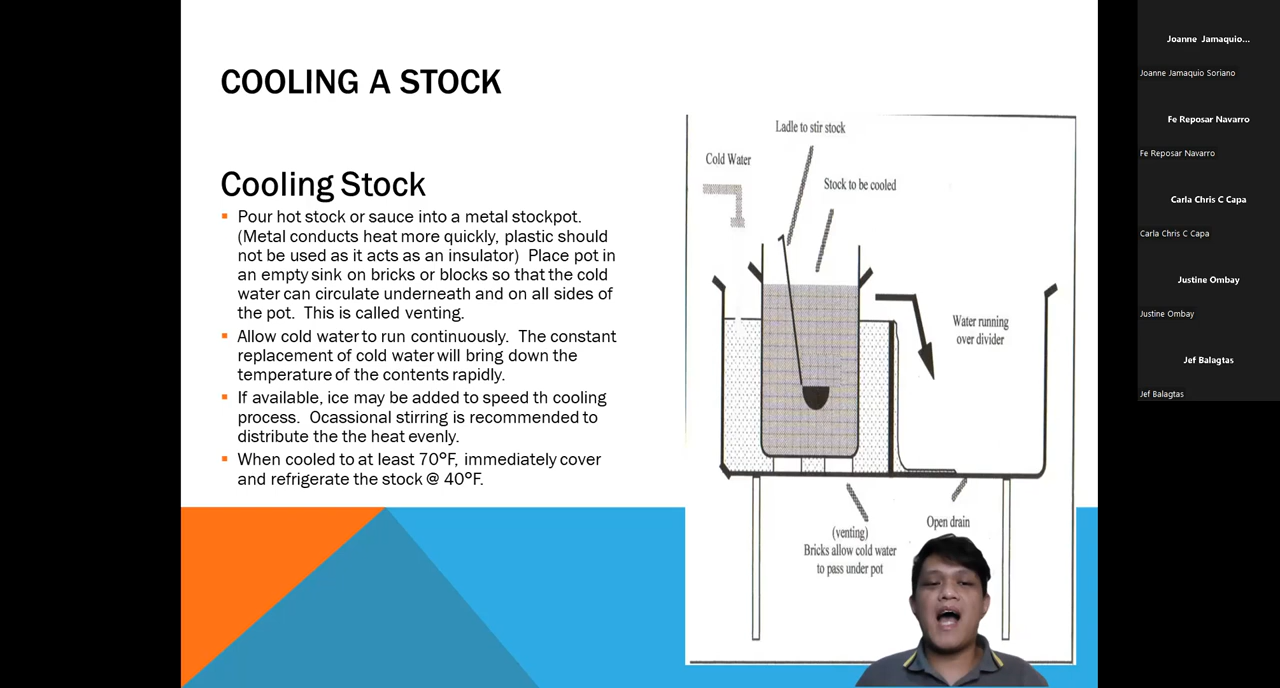 COOLING A STOCK
Cooling Stock
Pour hot stock or sauce into a metal stockpot.
(Metal conducts heat more quickly, plastic should
not be used as it acts as an insulator) Place pot in
an empty sink on bricks or blocks so that the cold
water can circulate underneath and on all sides of
the pot. This is called venting.
Allow cold water to run continuously. The constant
replacement of cold water will bring down the
temperature of the contents rapidly.
If available, ice may be added to speed th cooling
process. Ocassional stirring is recommended to
distribute the the heat evenly.
When cooled to at least 70°F, immediately cover
and refrigerate the stock @ 40°F.
Ladle to stir stock
Cold Water
Stock to be cooled
Water running
over divider
Open drain
(venting)
Bricks allow cold water
to pass under pot
Joanne Jamaquio...
Joanne Jamaquio Soriano
Fe Reposar Navarro
Fe Reposar Navarro
Carla Chris C Capa
Carla Chris C Capa
Justine Ombay
Justine Ombay
Jef Balagtas
Jef Balagtas